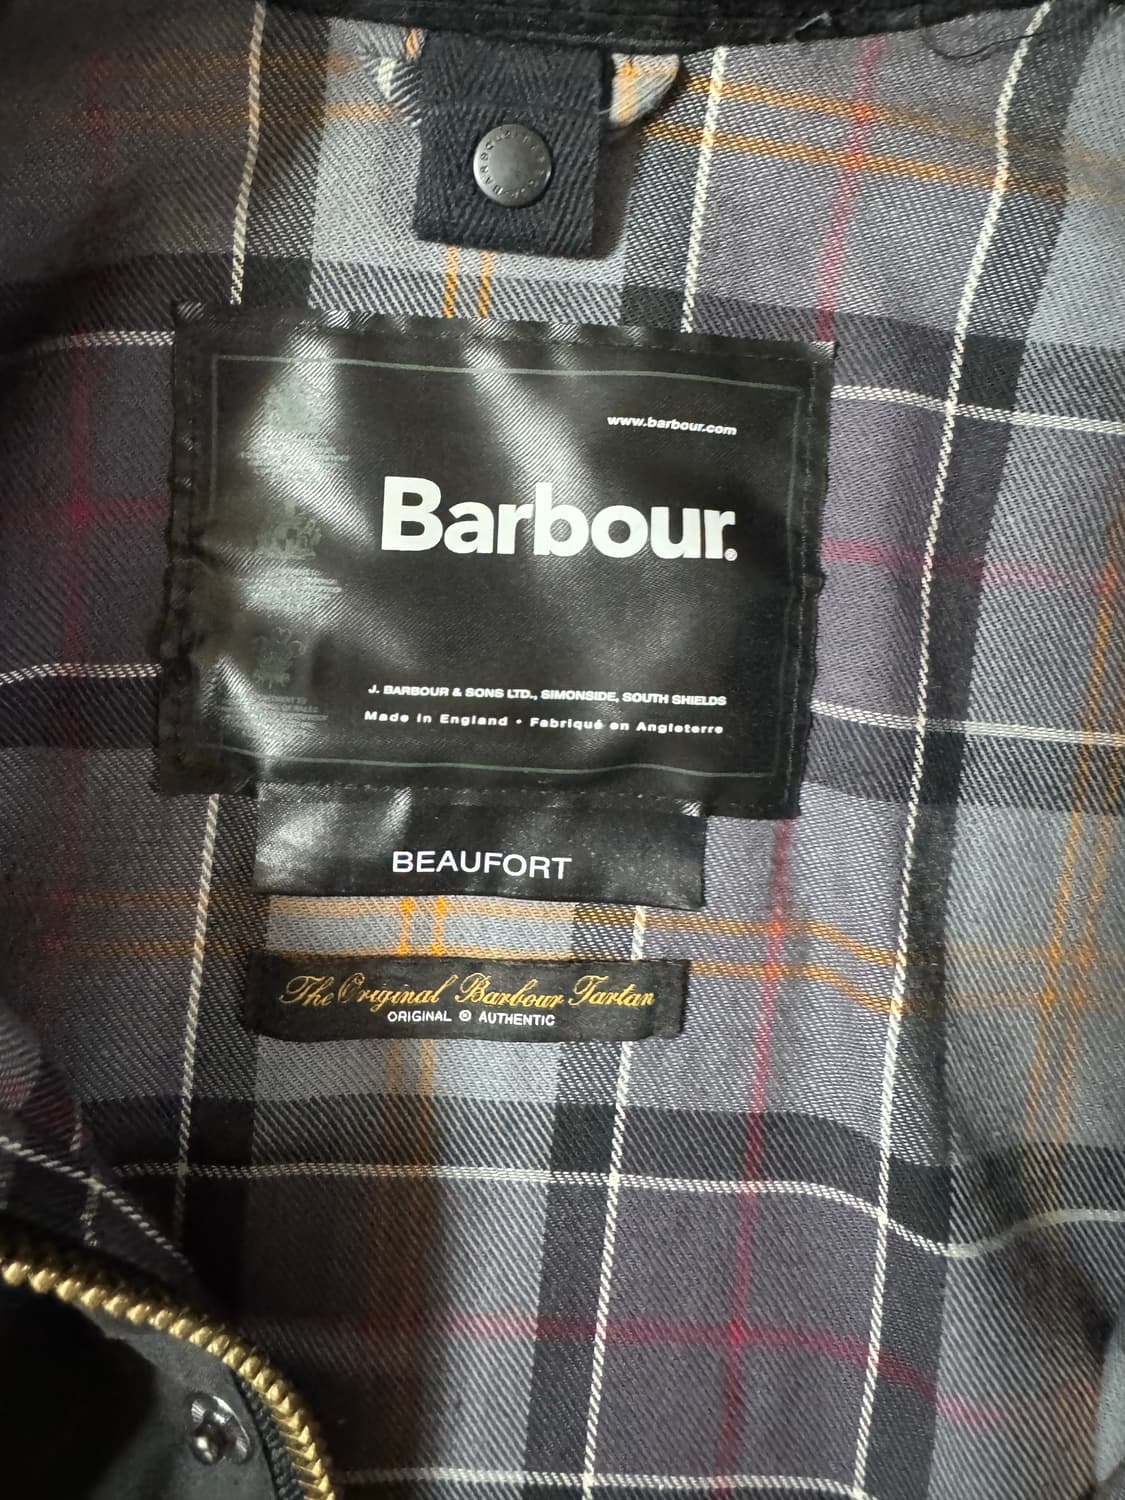 www.barbour.com
Barbour®
J. BARBOUR & SONS LTD., SIMONSIDE, SOUTH SHIELDS
Made in England • Fabriqué en Angleterre
BEAUFORT
The Original Barbour Tartan
ORIGINAL © AUTHENTIC